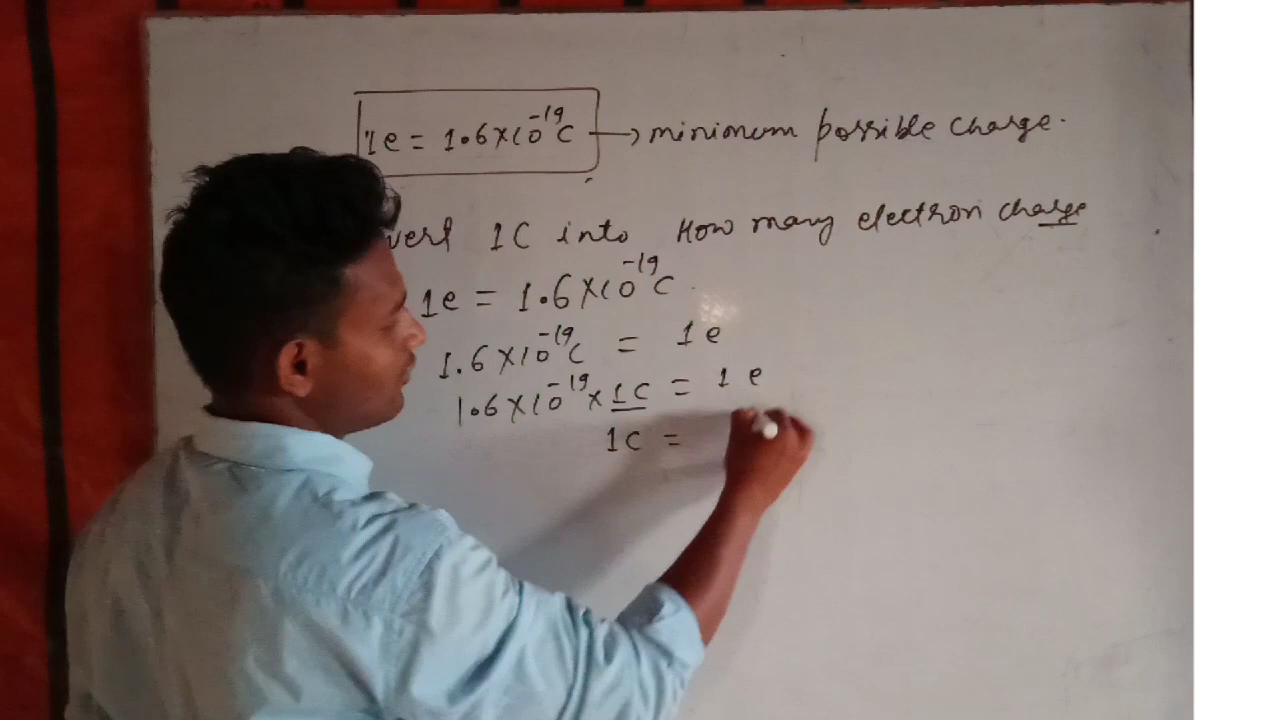 1e = 1.6×10⁻¹⁹C → minimum possible charge.
1C into How many electron charge
1e = 1.6×10⁻¹⁹C
1.6×10⁻¹⁹C = 1e
1.6×10⁻¹⁹×1C = 1e
1C =